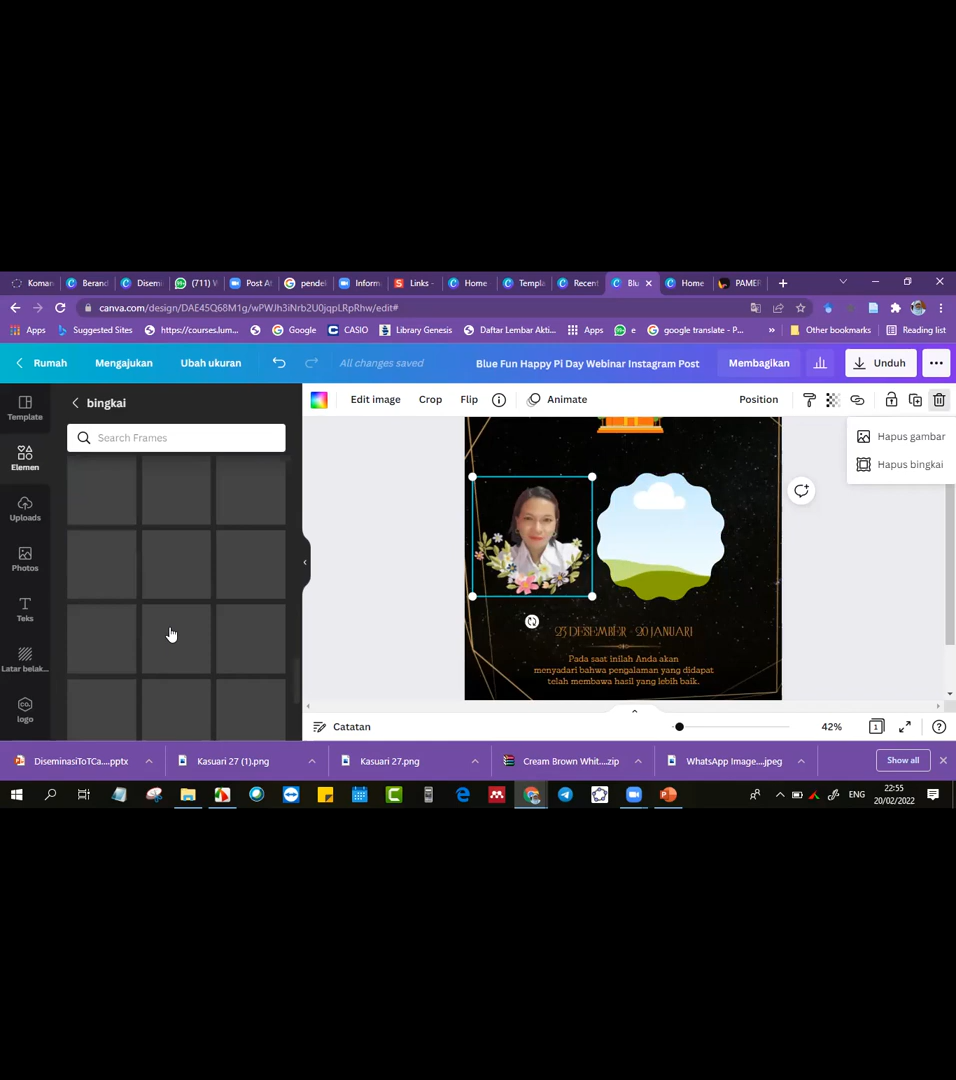 Koman
Beran
Disemi
(711) W
Post At
pendel
Inform
Links -
Home
Templa
Recent
Blu
Home
PAMEI
canva.com/design/DAE45Q68M1g/wPWJh3iNrb2U0jqpLRpRhw/edit#
Apps
Suggested Sites
https://courses.lum...
Google
CASIO
Library Genesis
Daftar Lembar Akti...
Apps
e
google translate - P...
»
Other bookmarks
Reading list
Rumah
Mengajukan
Ubah ukuran
All changes saved
Blue Fun Happy Pi Day Webinar Instagram Post
Membagikan
Unduh
Template
Elemen
Uploads
Photos
Teks
Latar belak...
CO.
logo
bingkai
Search Frames
Edit image
Crop
Flip
Animate
Position
Hapus gambar
Hapus bingkai
23 DESEMBER - 20 JANUARI
Pada saat inilah Anda akan
menyadari bahwa pengalaman yang didapat
telah membawa hasil yang lebih baik.
Catatan
42%
1
DiseminasiToTCa....pptx
Kasuari 27 (1).png
Kasuari 27.png
Cream Brown Whit....zip
WhatsApp Image....jpeg
Show all
ENG
22:55
20/02/2022